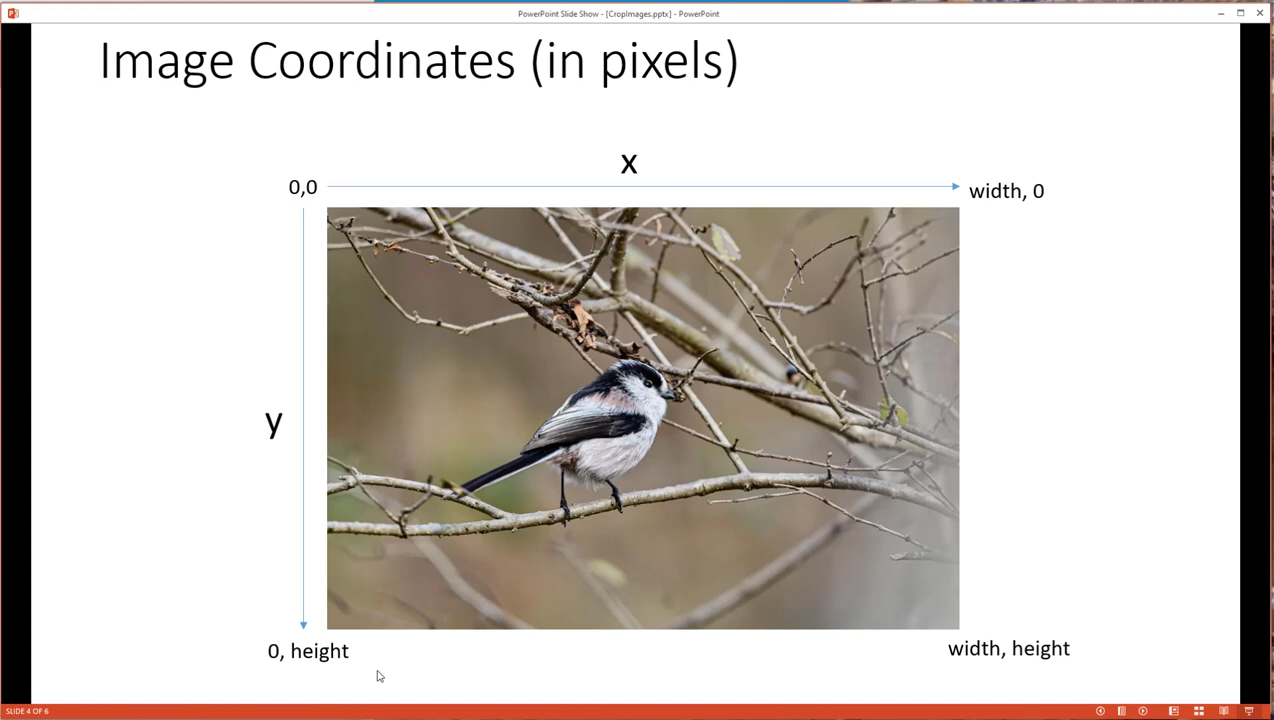 PowerPoint Slide Show - [CropImages.pptx] - PowerPoint
Image Coordinates (in pixels)
x
0,0
width, 0
y
0, height
width, height
SLIDE 4 OF 6